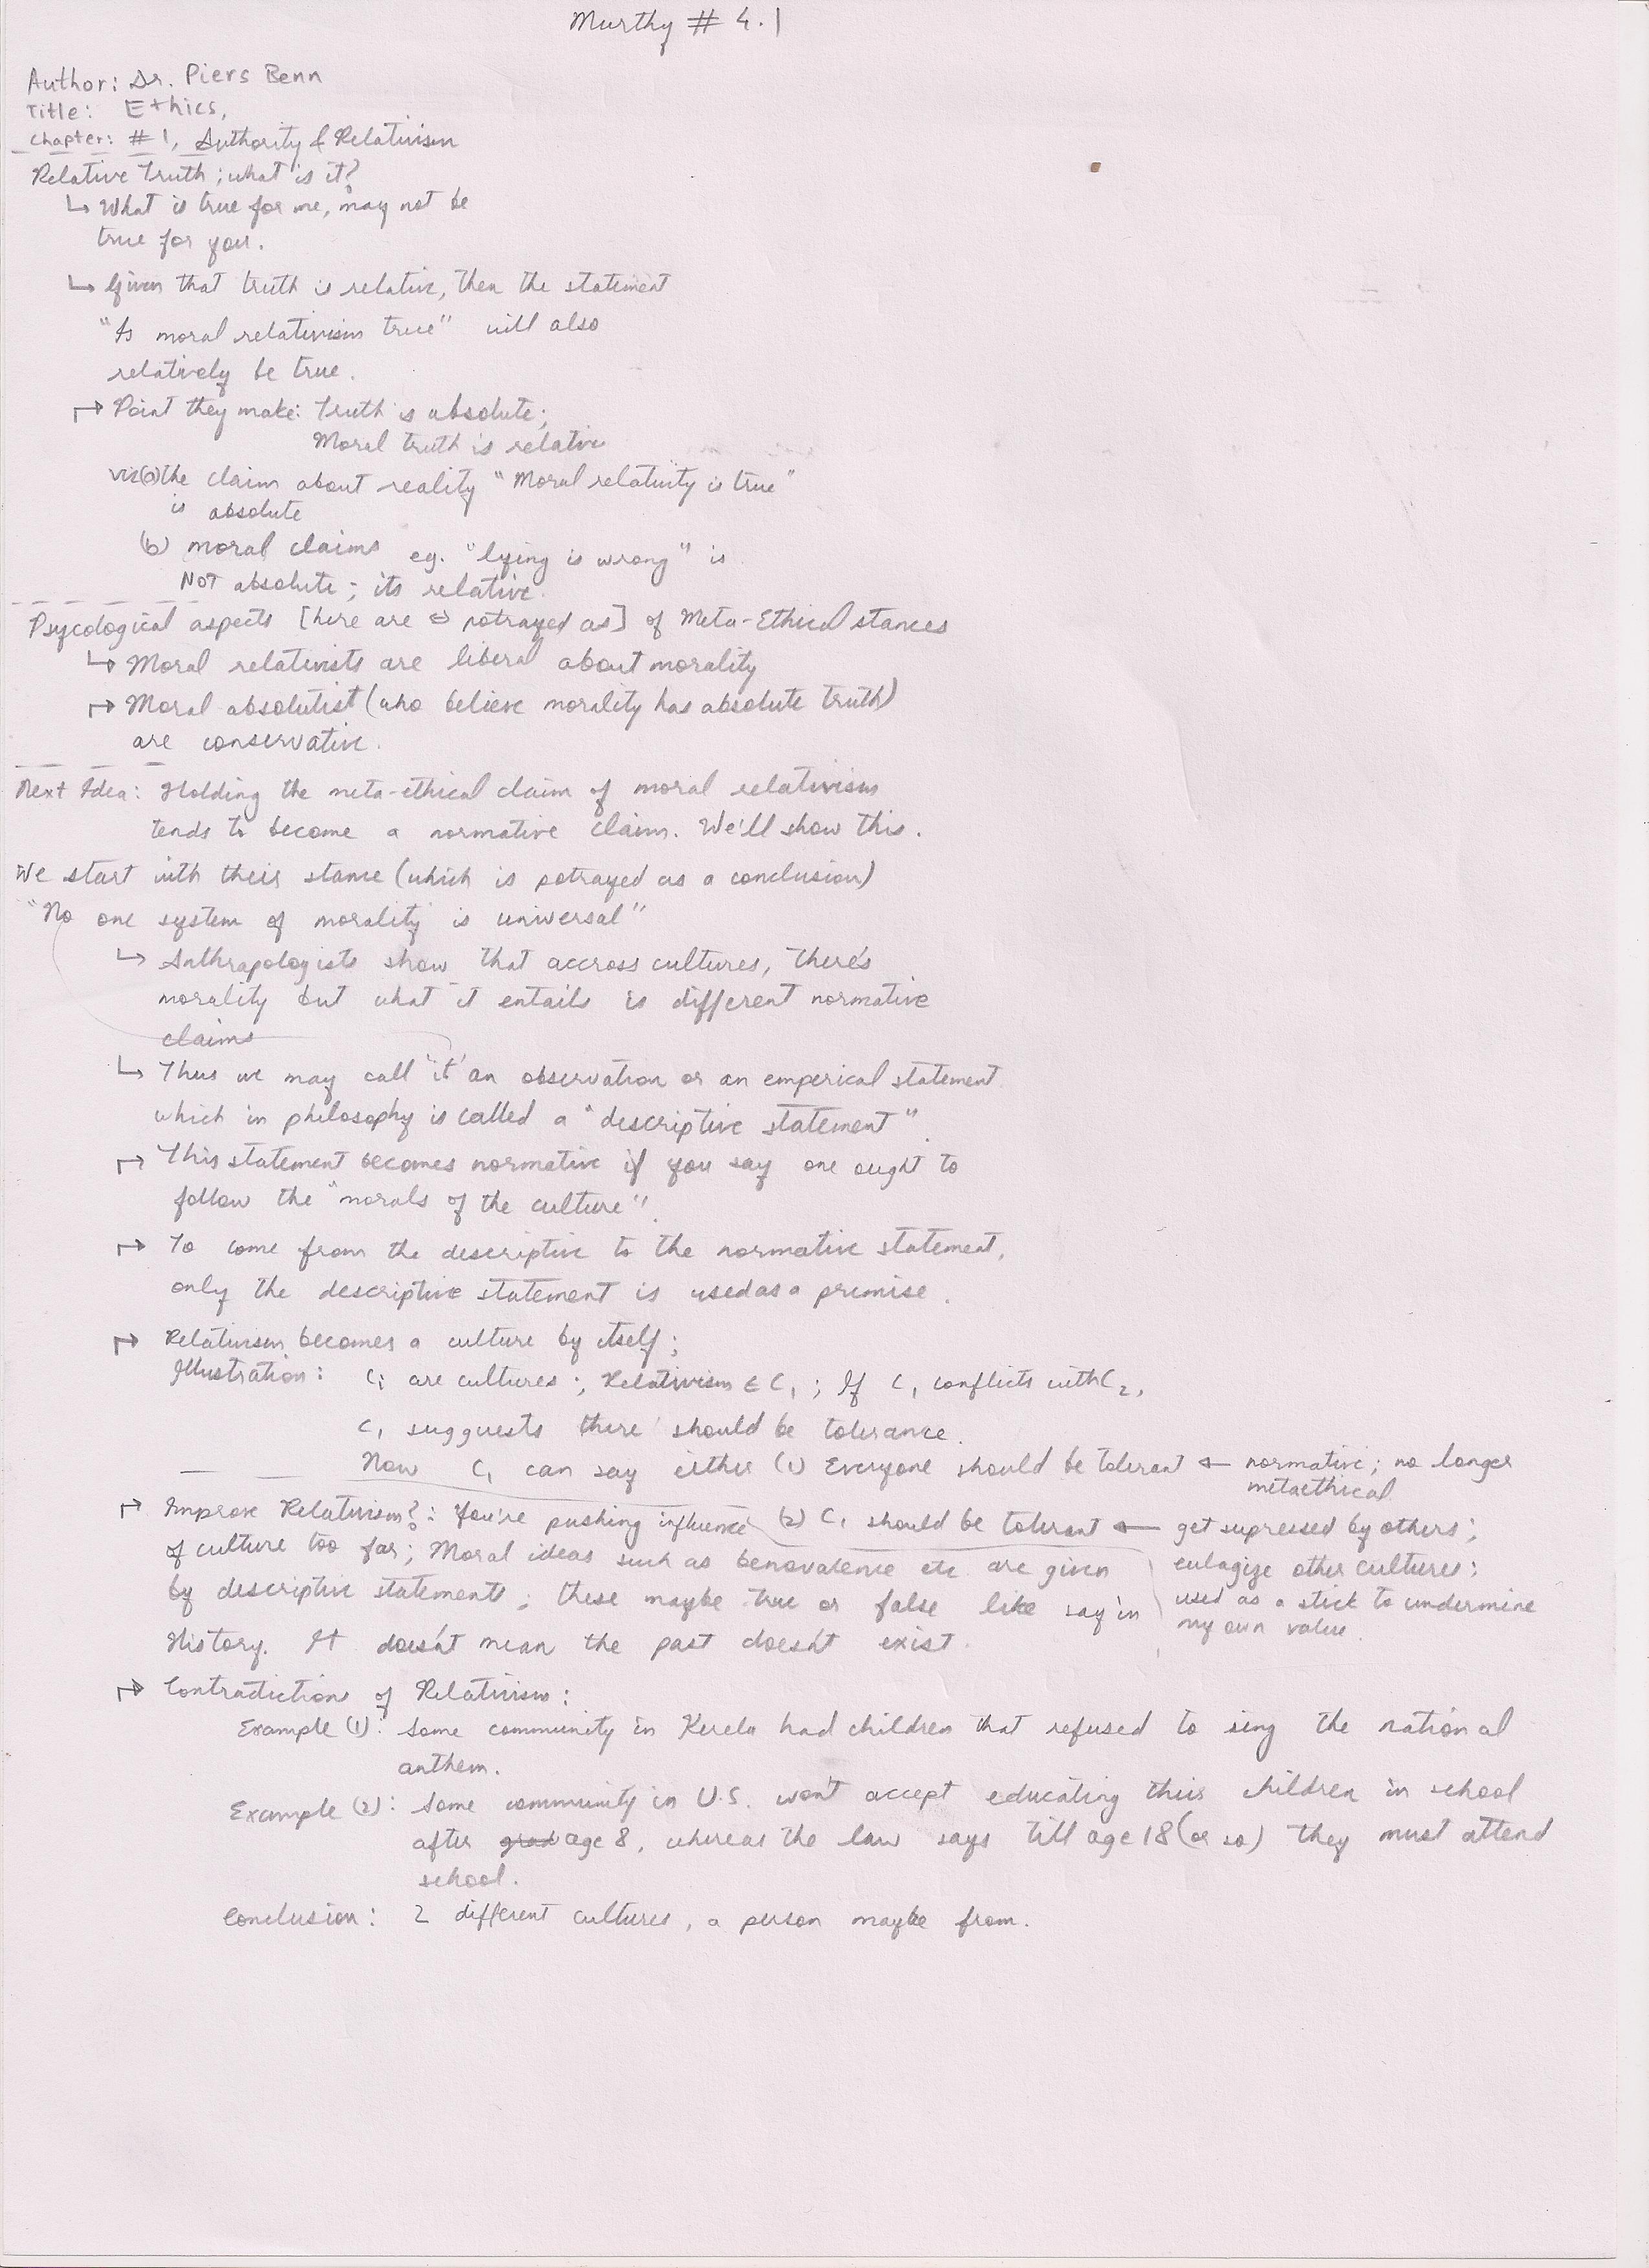 Murthy # 4.1
Author: Dr. Piers Benn
Title: Ethics,
Chapter: #1, Authority & Relativism
Relative Truth; what is it?
↳ What is true for me, may not be
true for you.
↳ Given that truth is relative, then the statement
"Is moral relativism true" will also
relatively be true.
↦ Point they make: Truth is absolute;
Moral truth is relative
viz(a) the claim about reality "Moral relativity is true"
is absolute
(b) moral claims eg. "lying is wrong" is
NOT absolute; its relative.
Psycological aspects [here are ⇔ potrayed as] of Meta-Ethical stances
↳ Moral relativists are liberal about morality
↦ Moral absolutist (who believe morality has absolute truth)
are conservative.
Next Idea: Holding the meta-ethical claim of moral relativism
tends to become a normative claim. We'll show this.
We start with their stance (which is potrayed as a conclusion)
"No one system of morality is universal"
↳ Anthrapologists show that accross cultures, there's
morality but what it entails is different normative
claims
↳ Thus we may call 'it' an observation or an emperical statement
which in philosophy is called a "descriptive statement".
↦ This statement becomes normative if you say one ought to
follow the "morals of the culture".
↦ To come from the descriptive to the normative statement,
only the descriptive statement is used as a premise.
↦ Relativism becomes a culture by itself;
Illustration: Ci are cultures; Relativism ∈ C1; If C1 conflicts with C2,
C1 sugguests there should be tolerance.
Now C1 can say either (1) Everyone should be tolerant ← normative; no longer
metaethical
(2) C1 should be tolerant ← get supressed by others;
eulagize other cultures;
used as a stick to undermine
my own value.
↦ Improve Relativism?: You're pushing influence
of culture too far; Moral ideas such as benovalence etc. are given
by descriptive statements; these maybe true or false like say in
History. It doesn't mean the past doesn't exist.
↦ Contradictions of Relativism:
Example (1): Some community in Kerela had children that refused to sing the national
anthem.
Example (2): Some community in U.S. won't accept educating their children in school
after grad age 8, whereas the law says till age 18 (or so) they must attend
school.
Conclusion: 2 different cultures, a person maybe from.